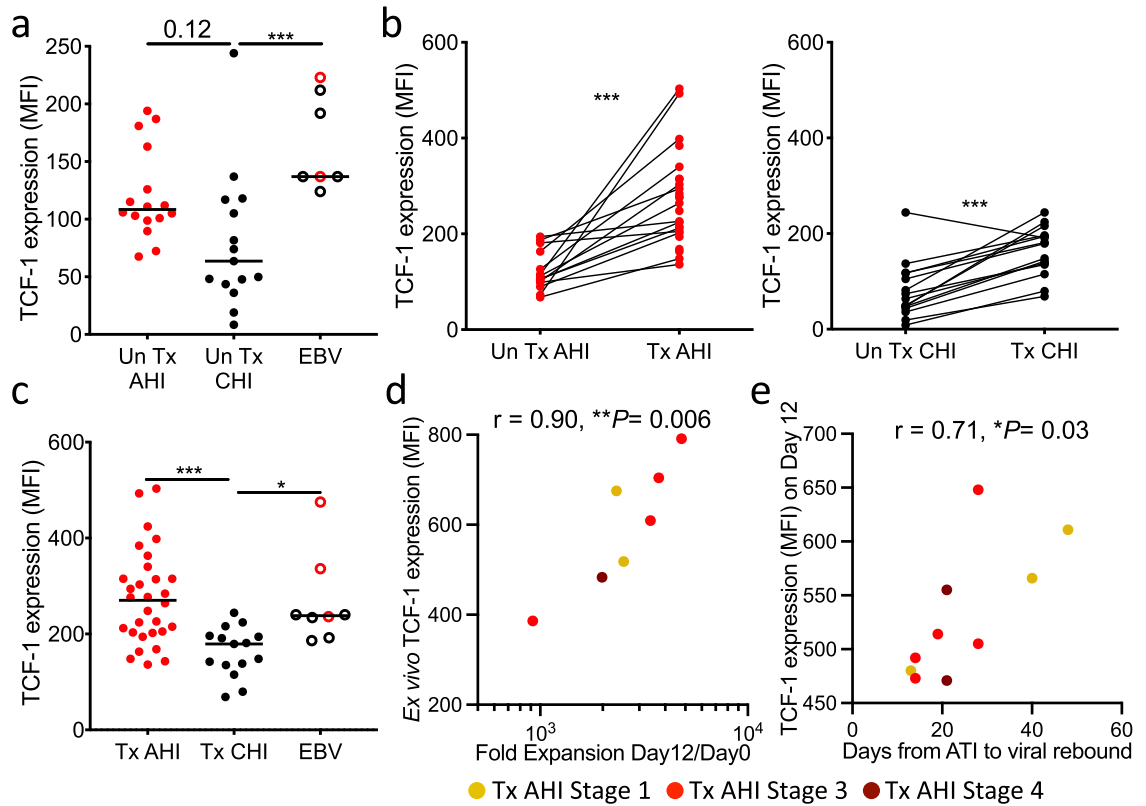 a
0.12
***
TCF-1 expression (MFI)
250
200
150
100
50
0
Un Tx
AHI
Un Tx
CHI
EBV
b
TCF-1 expression (MFI)
600
400
200
0
***
Un Tx AHI
Tx AHI
TCF-1 expression (MFI)
600
400
200
0
***
Un Tx CHI
Tx CHI
c
TCF-1 expression (MFI)
600
400
200
0
***
*
Tx AHI
Tx CHI
EBV
d
r = 0.90, **P= 0.006
Ex vivo TCF-1 expression (MFI)
800
600
400
200
10³
10⁴
Fold Expansion Day12/Day0
e
r = 0.71, *P= 0.03
TCF-1 expression (MFI) on Day 12
700
650
600
550
500
450
0
20
40
60
Days from ATI to viral rebound
Tx AHI Stage 1
Tx AHI Stage 3
Tx AHI Stage 4